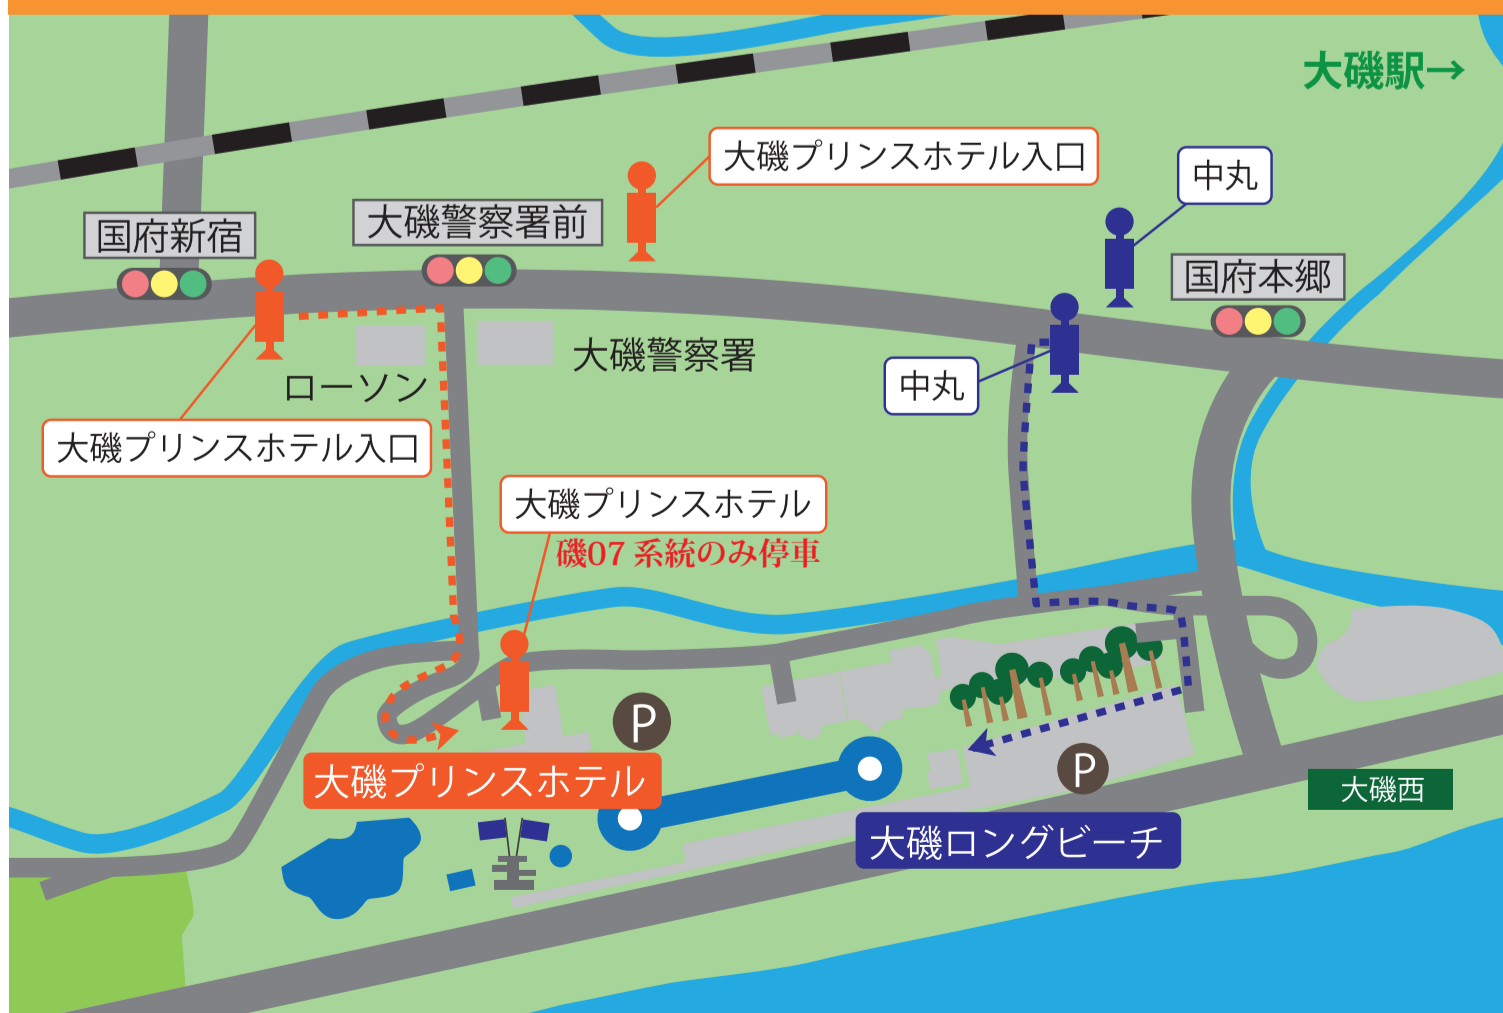 大磯駅→
大磯プリンスホテル入口
中丸
国府新宿
大磯警察署前
国府本郷
大磯警察署
ローソン
中丸
大磯プリンスホテル入口
大磯プリンスホテル
磯07 系統のみ停車
P
P
大磯プリンスホテル
大磯西
大磯ロングビーチ